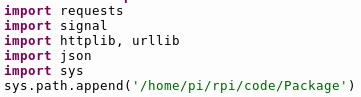 import requests
import signal
import httplib, urllib
import json
import sys
sys.path.append('/home/pi/rpi/code/Package')